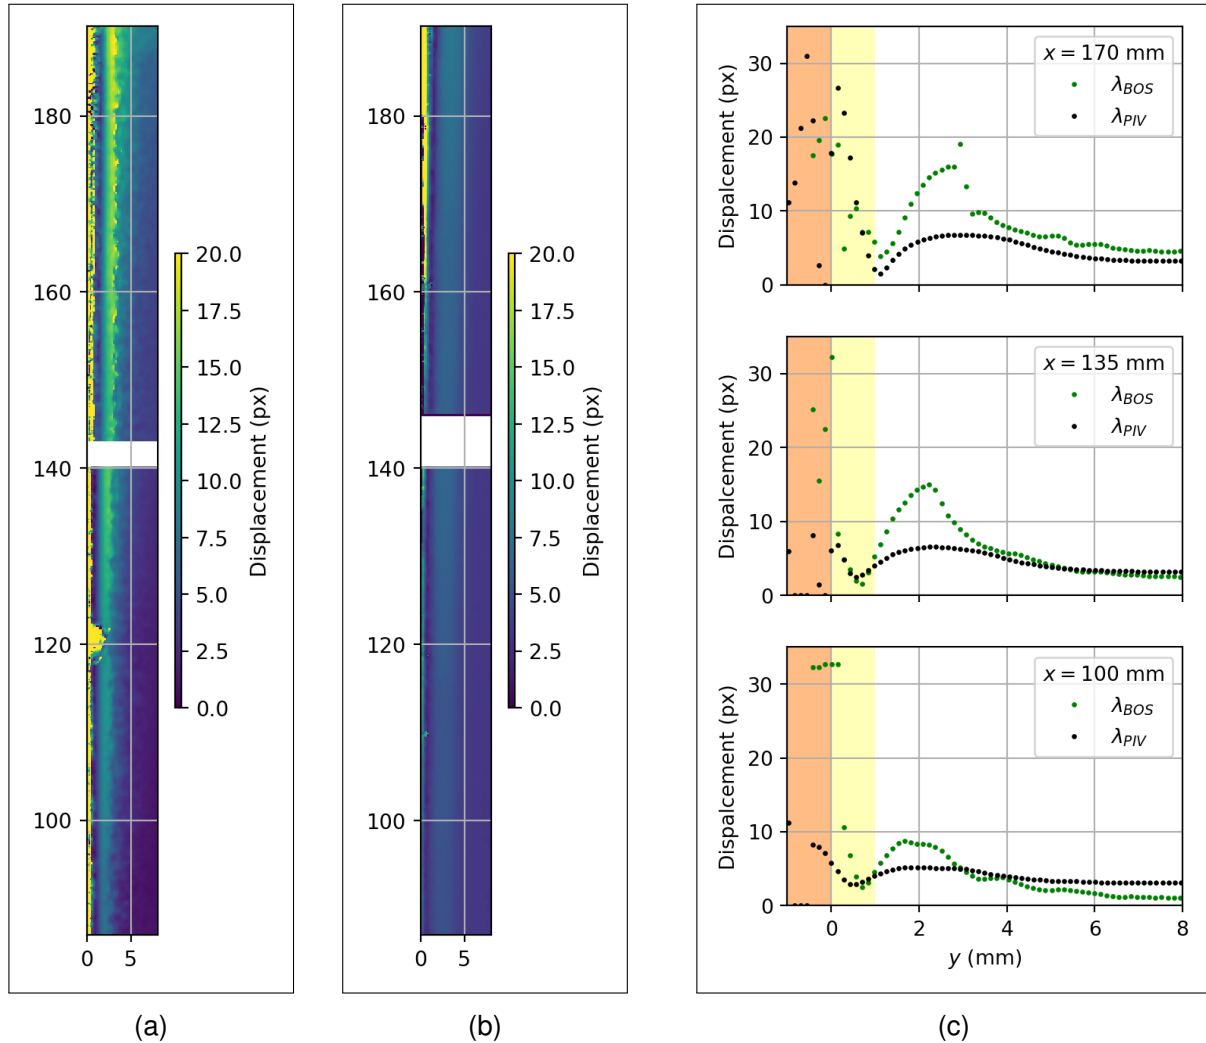 180
160
140
120
100
0
5
20.0
17.5
15.0
12.5
10.0
7.5
5.0
2.5
0.0
Displacement (px)
(a)
180
160
140
120
100
0
5
20.0
17.5
15.0
12.5
10.0
7.5
5.0
2.5
0.0
Displacement (px)
(b)
30
20
10
0
Dispalcement (px)
x = 170 mm
λBOS
λPIV
30
20
10
0
Dispalcement (px)
x = 135 mm
λBOS
λPIV
30
20
10
0
Dispalcement (px)
x = 100 mm
λBOS
λPIV
0
2
4
6
8
y (mm)
(c)